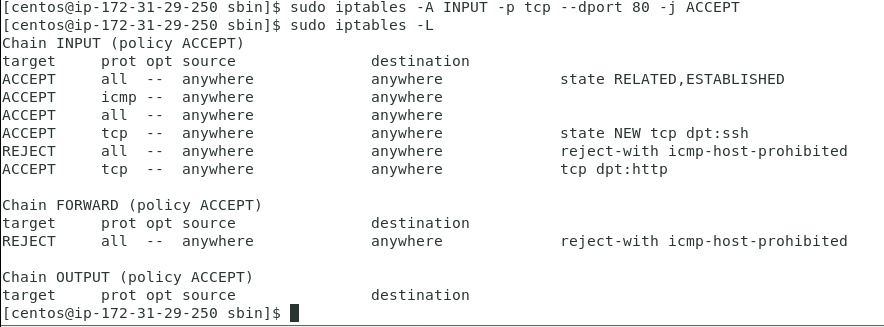 [centos@ip-172-31-29-250 sbin]$ sudo iptables -A INPUT -p tcp --dport 80 -j ACCEPT
[centos@ip-172-31-29-250 sbin]$ sudo iptables -L
Chain INPUT (policy ACCEPT)
target     prot opt source               destination
ACCEPT     all  --  anywhere             anywhere             state RELATED,ESTABLISHED
ACCEPT     icmp --  anywhere             anywhere
ACCEPT     all  --  anywhere             anywhere
ACCEPT     tcp  --  anywhere             anywhere             state NEW tcp dpt:ssh
REJECT     all  --  anywhere             anywhere             reject-with icmp-host-prohibited
ACCEPT     tcp  --  anywhere             anywhere             tcp dpt:http

Chain FORWARD (policy ACCEPT)
target     prot opt source               destination
REJECT     all  --  anywhere             anywhere             reject-with icmp-host-prohibited

Chain OUTPUT (policy ACCEPT)
target     prot opt source               destination
[centos@ip-172-31-29-250 sbin]$